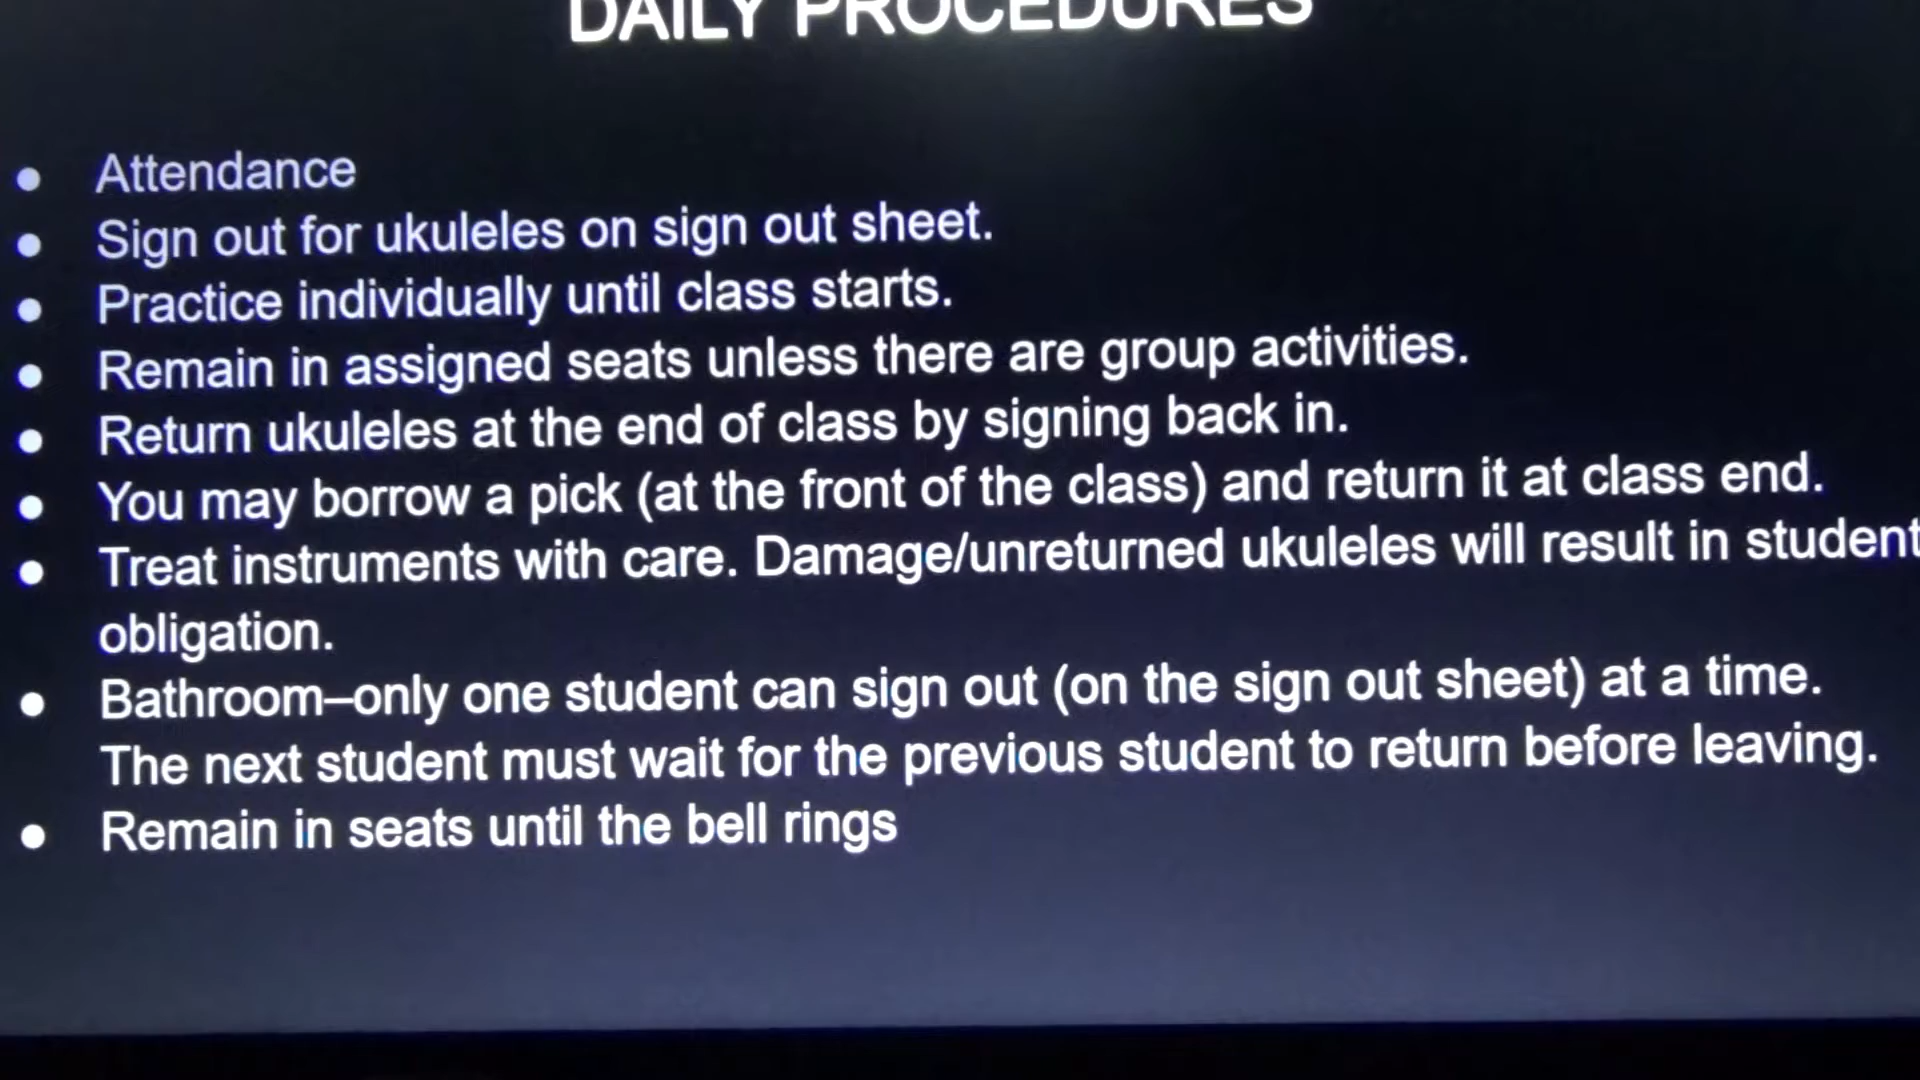 DAILY PROCEDURES
● Attendance
● Sign out for ukuleles on sign out sheet.
● Practice individually until class starts.
● Remain in assigned seats unless there are group activities.
● Return ukuleles at the end of class by signing back in.
● You may borrow a pick (at the front of the class) and return it at class end.
● Treat instruments with care. Damage/unreturned ukuleles will result in student
obligation.
● Bathroom–only one student can sign out (on the sign out sheet) at a time.
The next student must wait for the previous student to return before leaving.
● Remain in seats until the bell rings